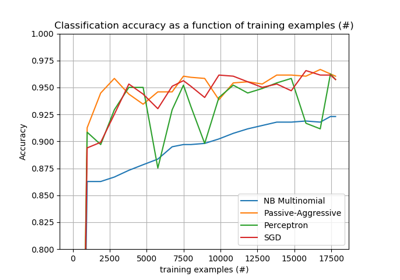 Classification accuracy as a function of training examples (#)
1.000
0.975
0.950
0.925
0.900
0.875
0.850
0.825
0.800
Accuracy
NB Multinomial
Passive-Aggressive
Perceptron
SGD
0 2500 5000 7500 10000 12500 15000 17500
training examples (#)